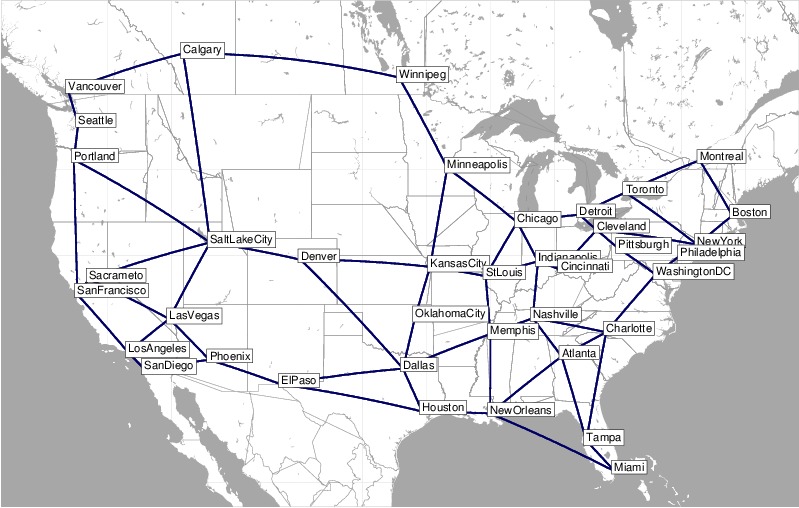 Calgary
Winnipeg
Vancouver
Seattle
Portland
Minneapolis
Montreal
Toronto
Detroit
Boston
Chicago
Cleveland
SaltLakeCity
Pittsburgh
NewYork
Philadelphia
Denver
Indianapolis
KansasCity
Cincinnati
StLouis
WashingtonDC
Sacrameto
SanFrancisco
LasVegas
OklahomaCity
Nashville
Memphis
Charlotte
LosAngeles
Phoenix
Atlanta
SanDiego
Dallas
ElPaso
Houston
NewOrleans
Tampa
Miami